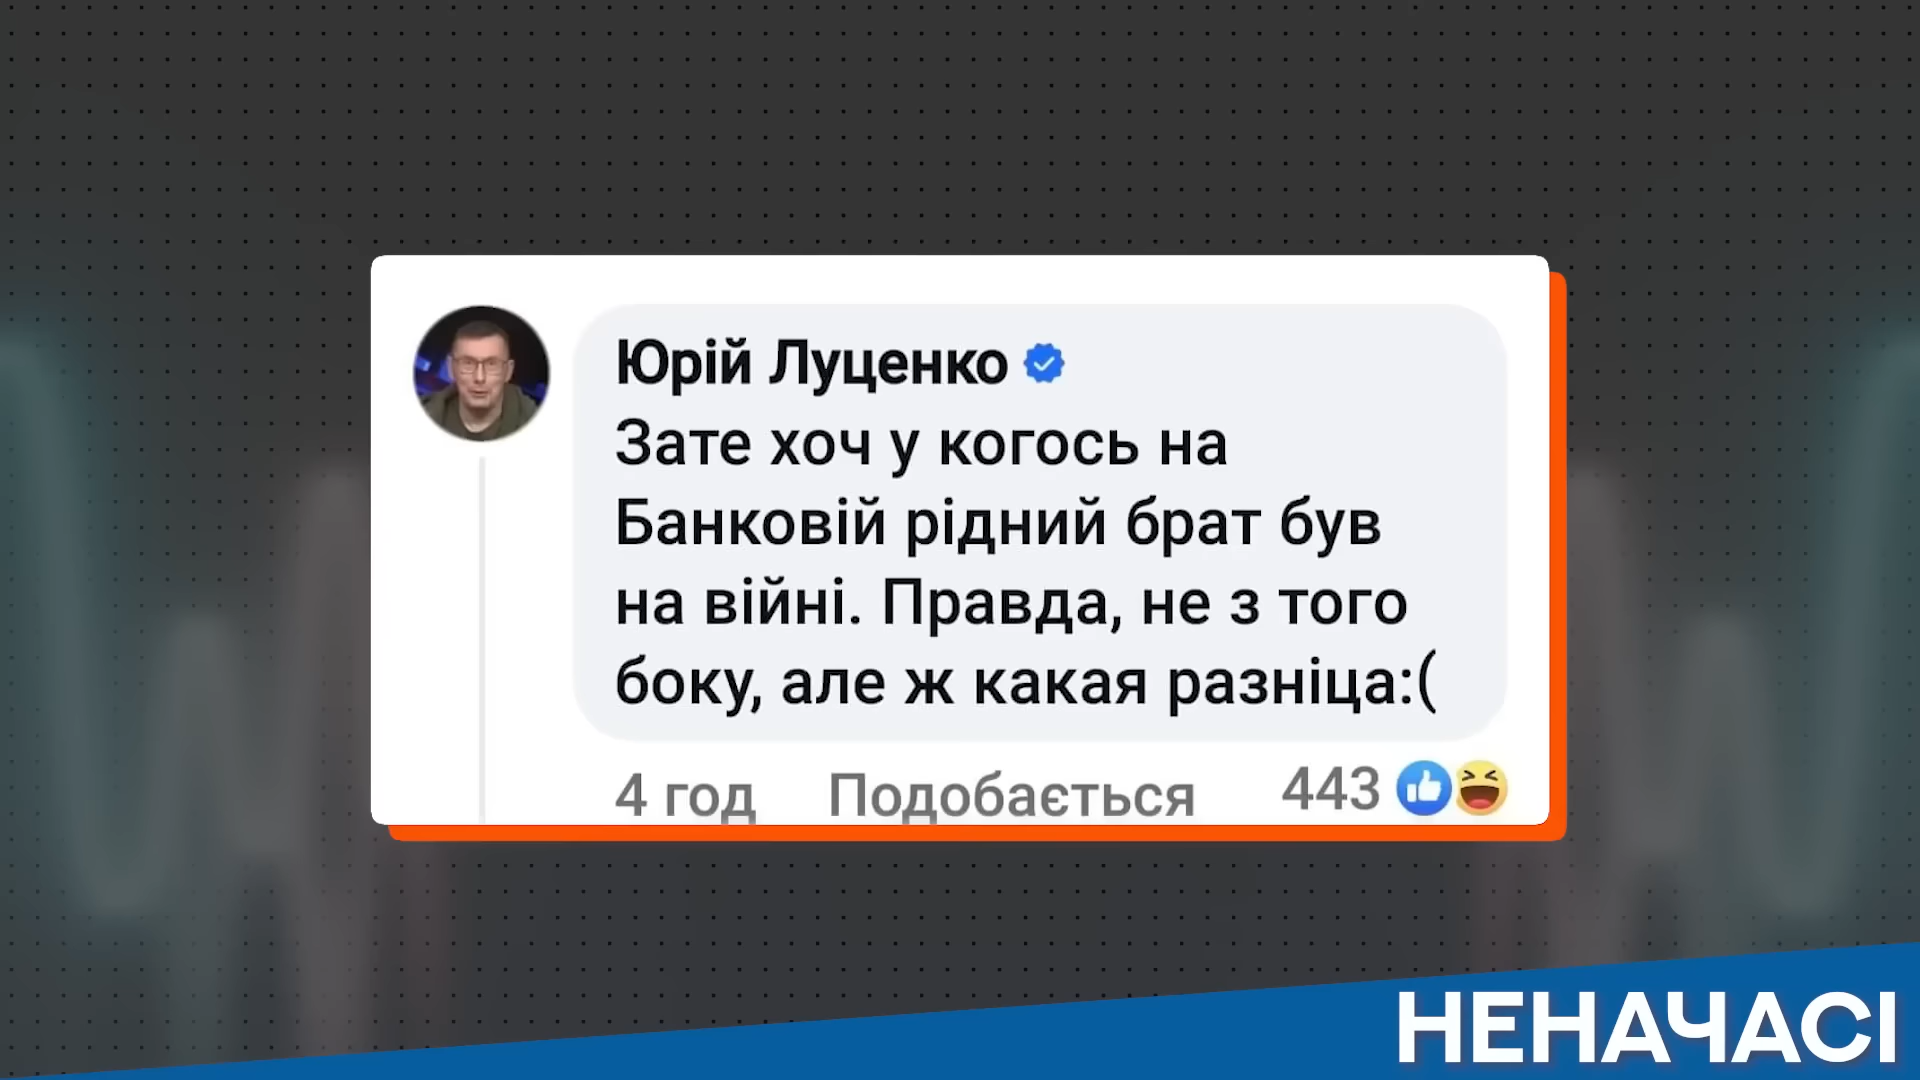 Юрій Луценко
Зате хоч у когось на
Банковій рідний брат був
на війні. Правда, не з того
боку, але ж какая разніца:(
4 год Подобається 443
НЕНАЧАСІ